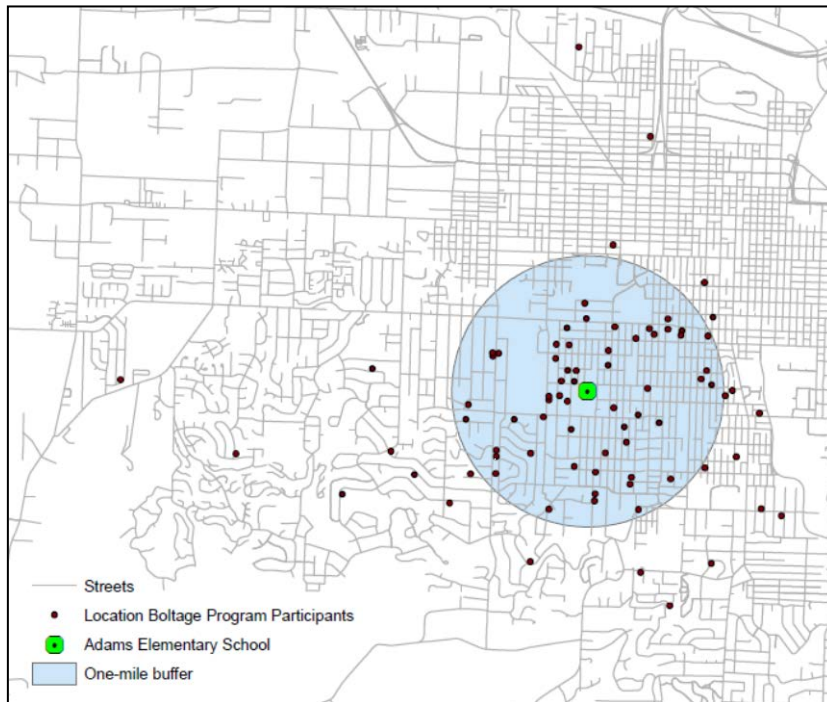 Streets
Location Boltage Program Participants
Adams Elementary School
One-mile buffer